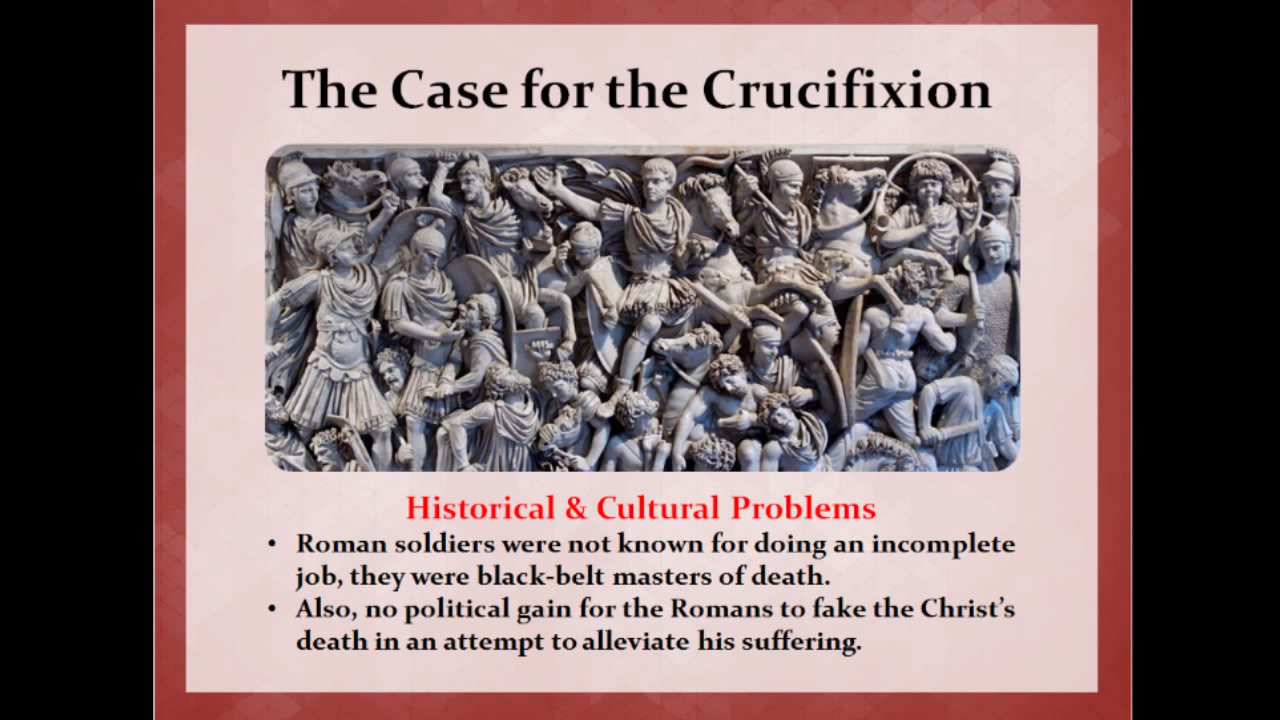 The Case for the Crucifixion
Historical & Cultural Problems
• Roman soldiers were not known for doing an incomplete
job, they were black-belt masters of death.
• Also, no political gain for the Romans to fake the Christ’s
death in an attempt to alleviate his suffering.